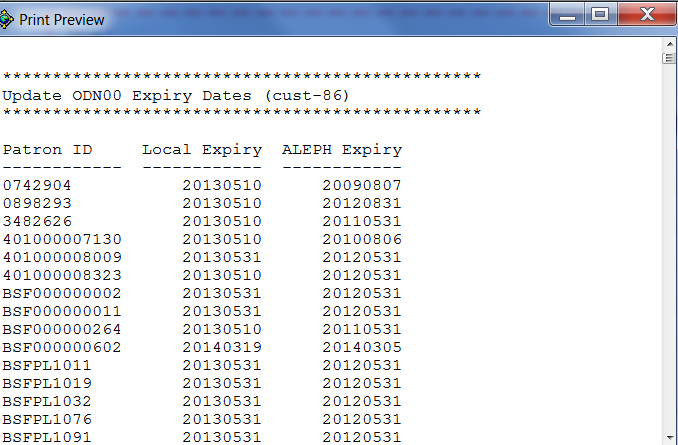 Print Preview
************************************************
Update ODN00 Expiry Dates (cust-86)
************************************************
Patron ID  Local Expiry  ALEPH Expiry
------------  ------------  ------------
0742904  20130510  20090807
0898293  20130510  20120831
3482626  20130510  20110531
401000007130  20130510  20100806
401000008009  20130531  20120531
401000008323  20130510  20120531
BSF000000002  20130531  20120531
BSF000000011  20130531  20120531
BSF000000264  20130510  20110531
BSF000000602  20140319  20140305
BSFPL1011  20130531  20120531
BSFPL1019  20130531  20120531
BSFPL1032  20130531  20120531
BSFPL1076  20130531  20120531
BSFPL1091  20130531  20120531